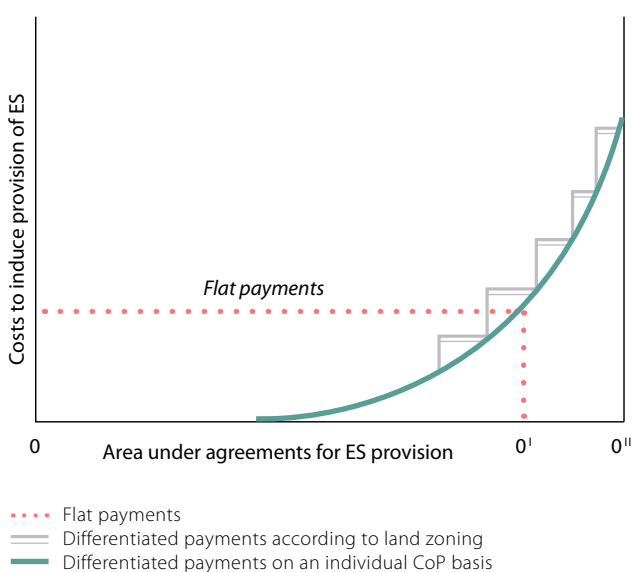 Costs to induce provision of ES
Flat payments
0
Area under agreements for ES provision
0ᴵ
0ᴵᴵ
Flat payments
Differentiated payments according to land zoning
Differentiated payments on an individual CoP basis